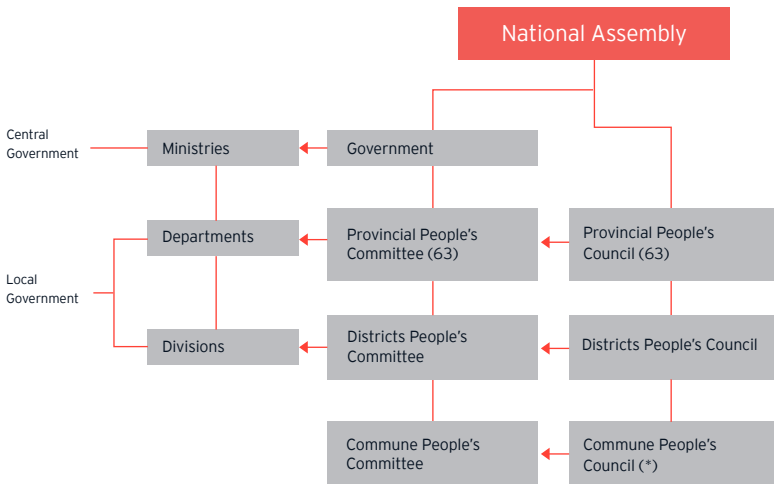 National Assembly
Central
Government
Ministries
Government
Departments
Provincial People's
Committee (63)
Provincial People's
Council (63)
Local
Government
Divisions
Districts People's
Committee
Districts People's Council
Commune People's
Committee
Commune People's
Council (*)